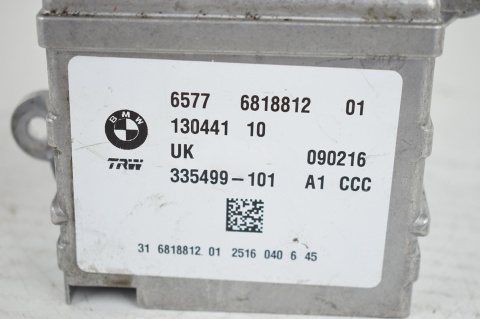 BMW
6577 6818812 01
130441 10
UK 090216
TRW
335499-101 A1 CCC
31 6818812 01 2516 040 6 45